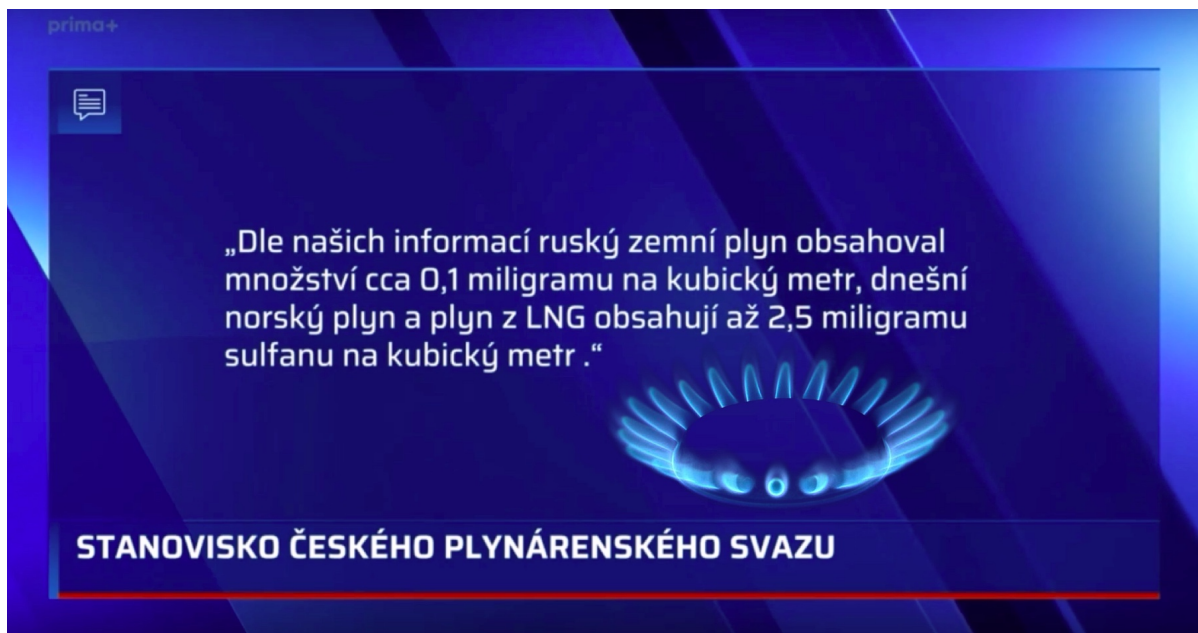 prima+
„Dle našich informací ruský zemní plyn obsahoval
množství cca 0,1 miligramu na kubický metr, dnešní
norský plyn a plyn z LNG obsahují až 2,5 miligramu
sulfanu na kubický metr .“
STANOVISKO ČESKÉHO PLYNÁRENSKÉHO SVAZU